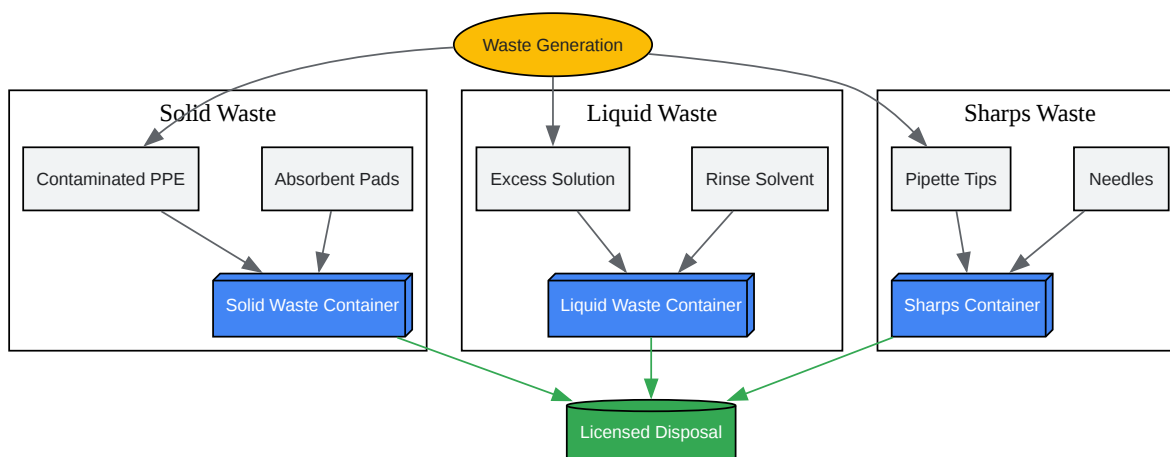 Waste Generation
Solid Waste
Liquid Waste
Sharps Waste
Contaminated PPE
Absorbent Pads
Excess Solution
Rinse Solvent
Pipette Tips
Needles
Solid Waste Container
Liquid Waste Container
Sharps Container
Licensed Disposal